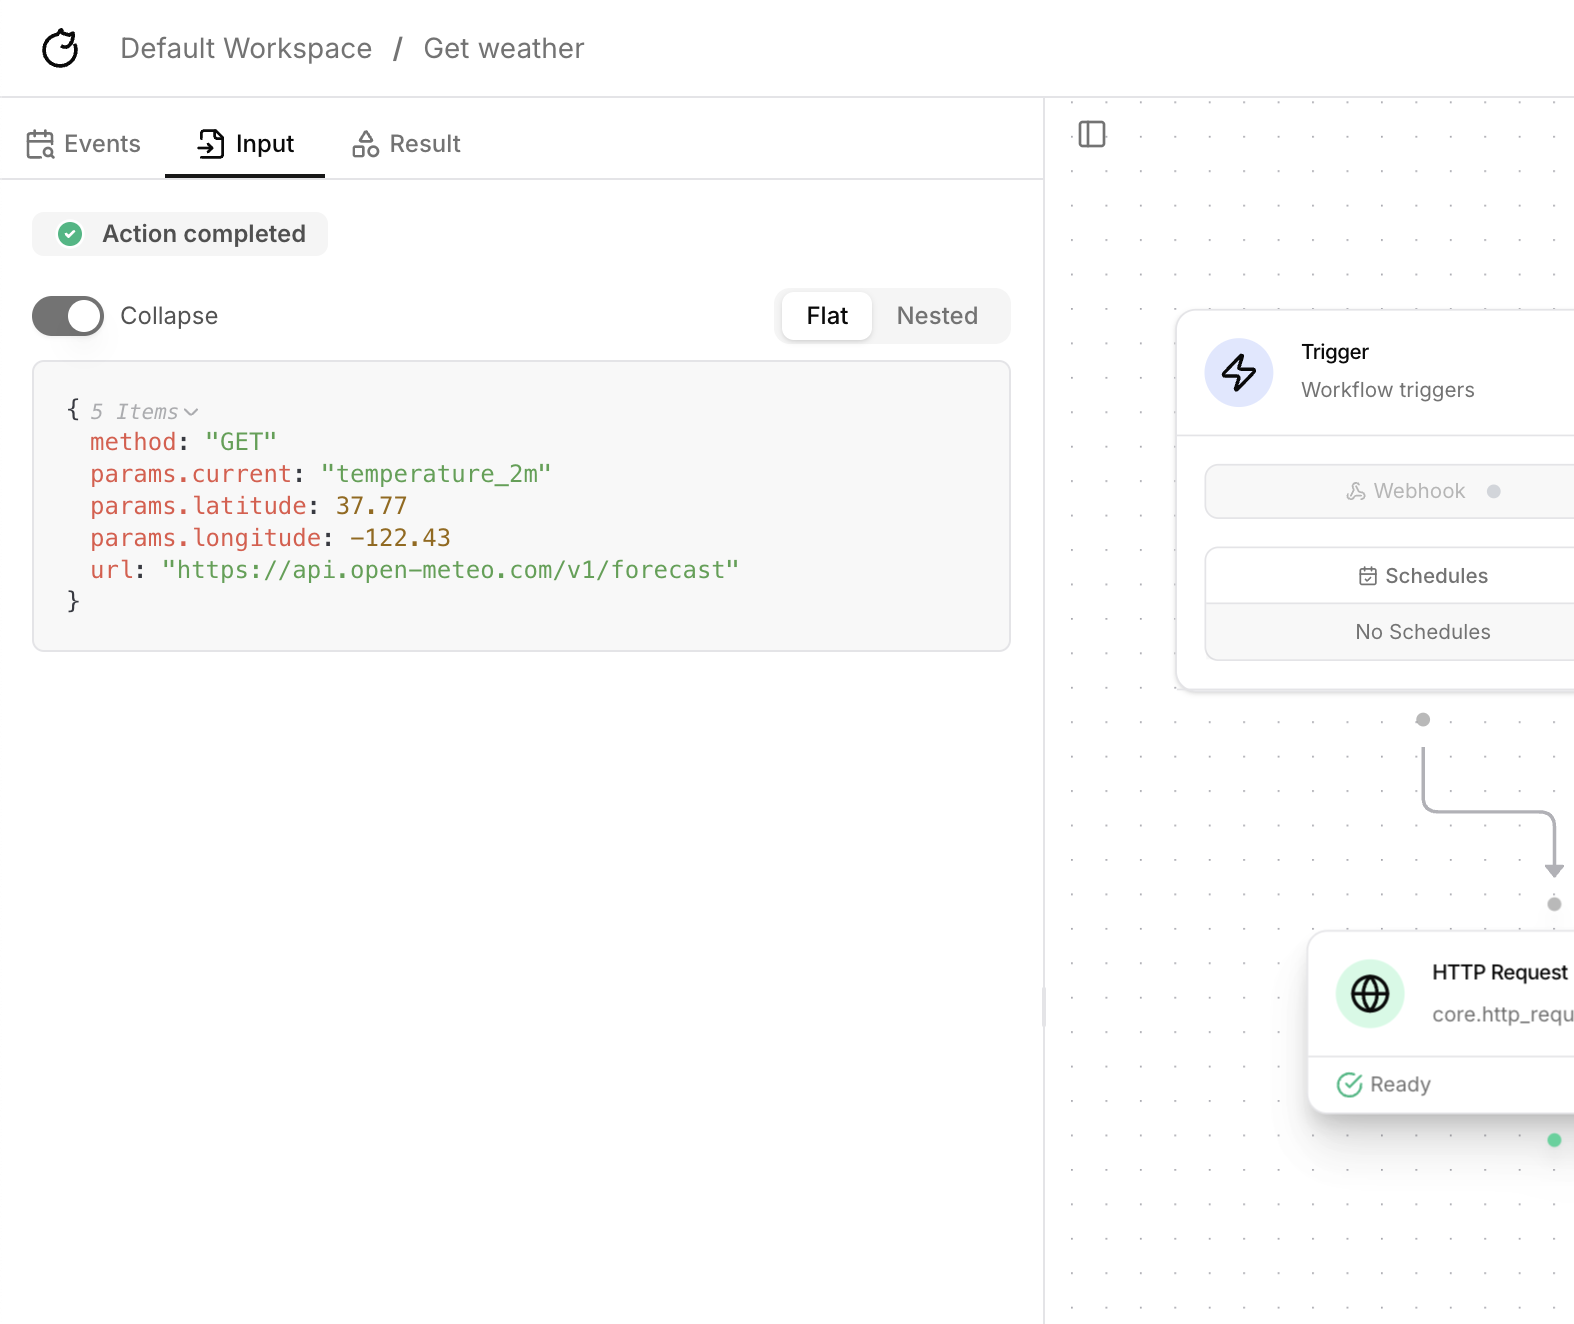 Default Workspace / Get weather
Events
Input
Result
Action completed
Collapse
Flat
Nested
{ 5 Items
method: "GET"
params.current: "temperature_2m"
params.latitude: 37.77
params.longitude: -122.43
url: "https://api.open-meteo.com/v1/forecast"
}
Trigger
Workflow triggers
Webhook
Schedules
No Schedules
HTTP Request
core.http_requ
Ready